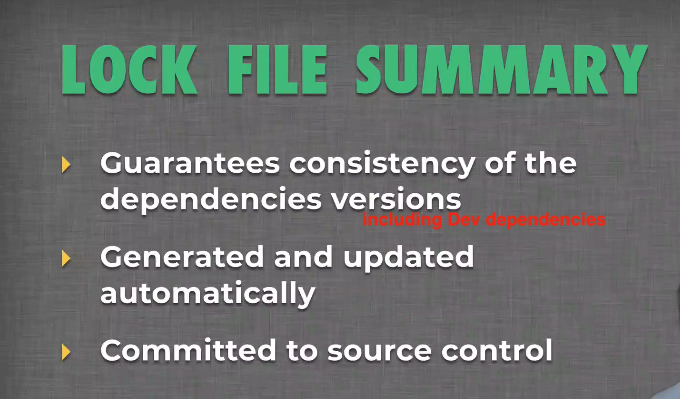 LOCK FILE SUMMARY
Guarantees consistency of the
dependencies versions
including Dev dependencies
Generated and updated
automatically
Committed to source control